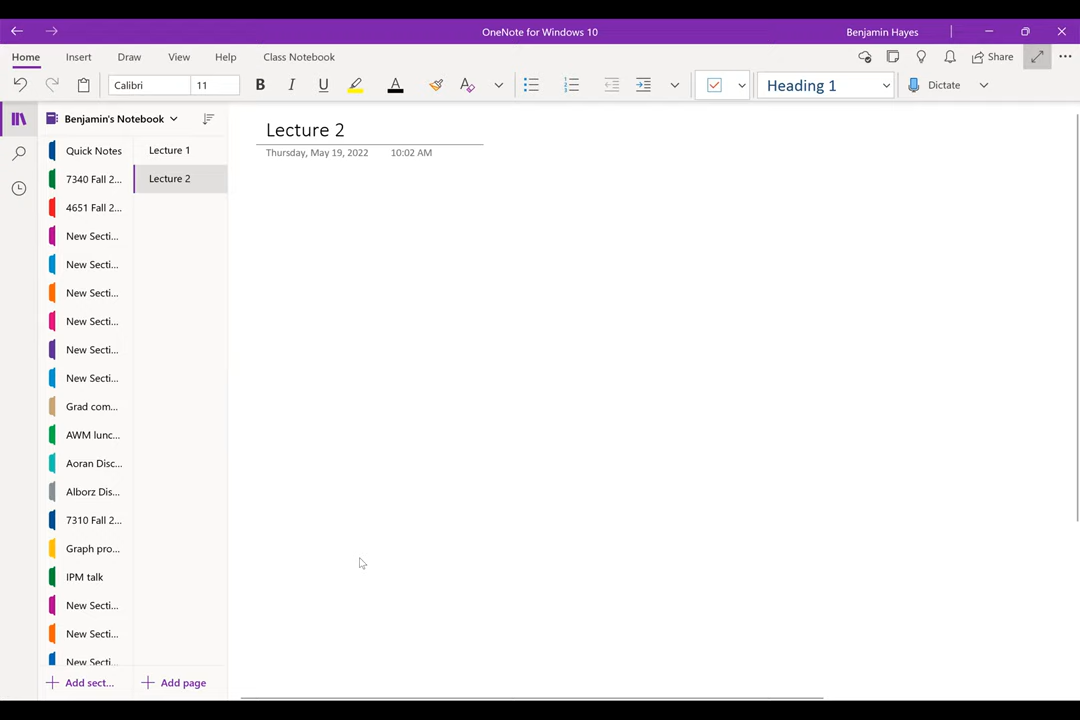 OneNote for Windows 10
Benjamin Hayes
Home Insert Draw View Help Class Notebook
Share
Calibri 11 B I U A A Heading 1 Dictate
Benjamin's Notebook
Quick Notes
7340 Fall 2...
4651 Fall 2...
New Secti...
New Secti...
New Secti...
New Secti...
New Secti...
New Secti...
Grad com...
AWM lunc...
Aoran Disc...
Alborz Dis...
7310 Fall 2...
Graph pro...
IPM talk
New Secti...
New Secti...
New Secti...
Add sect...
Lecture 1
Lecture 2
Add page
Lecture 2
Thursday, May 19, 2022 10:02 AM